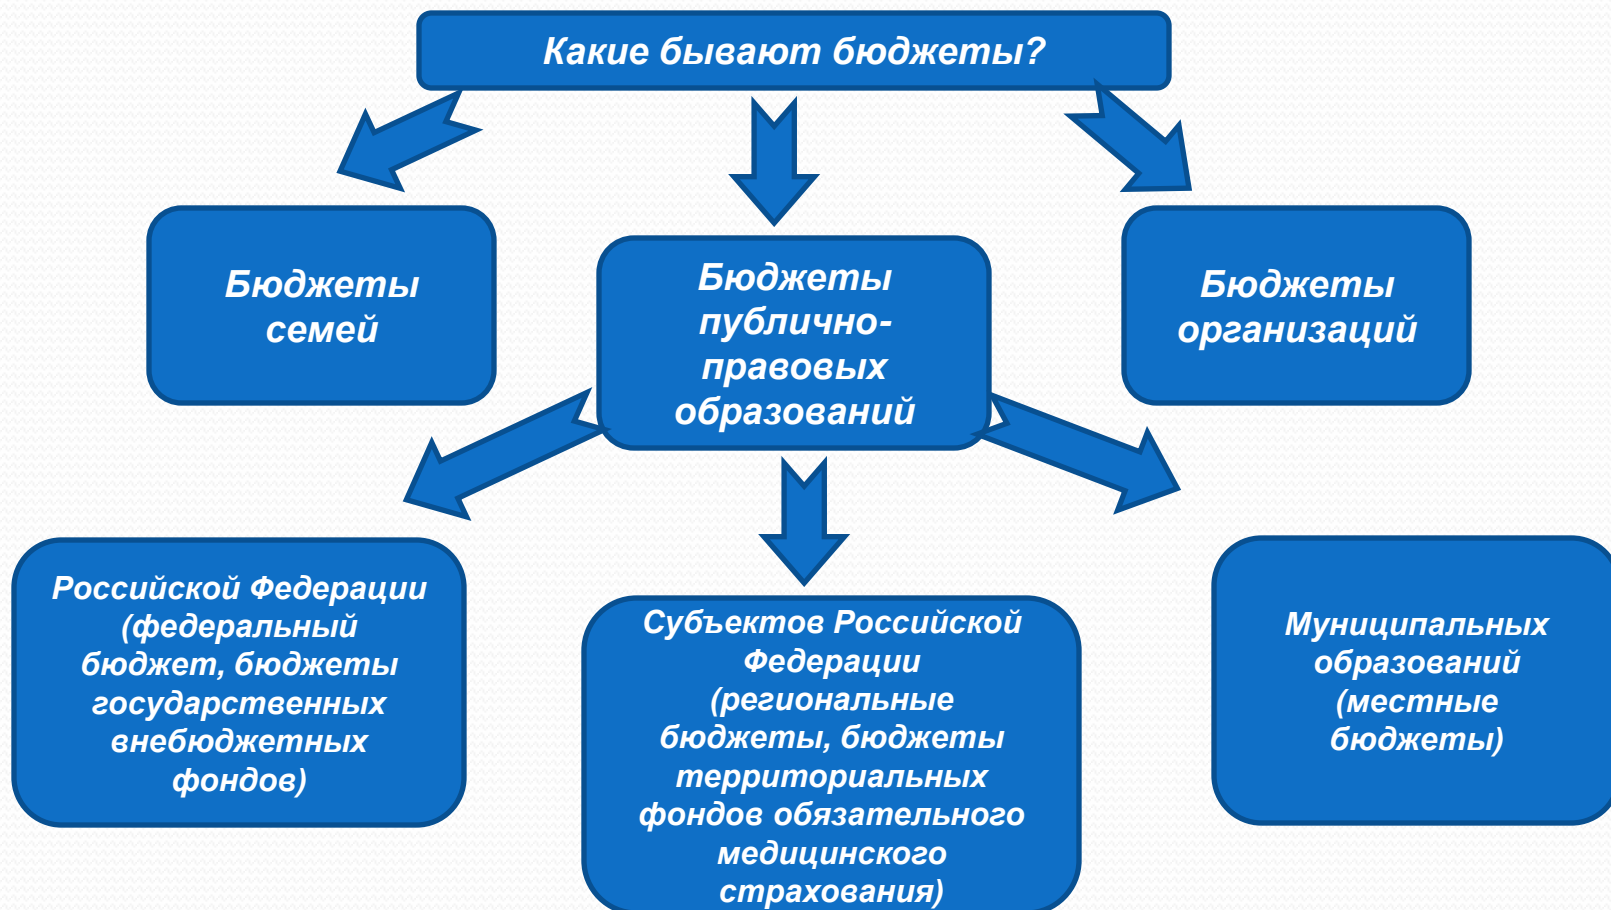 Какие бывают бюджеты?
Бюджеты
семей
Бюджеты
публично-
правовых
образований
Бюджеты
организаций
Российской Федерации
(федеральный
бюджет, бюджеты
государственных
внебюджетных
фондов)
Субъектов Российской
Федерации
(региональные
бюджеты, бюджеты
территориальных
фондов обязательного
медицинского
страхования)
Муниципальных
образований
(местные
бюджеты)